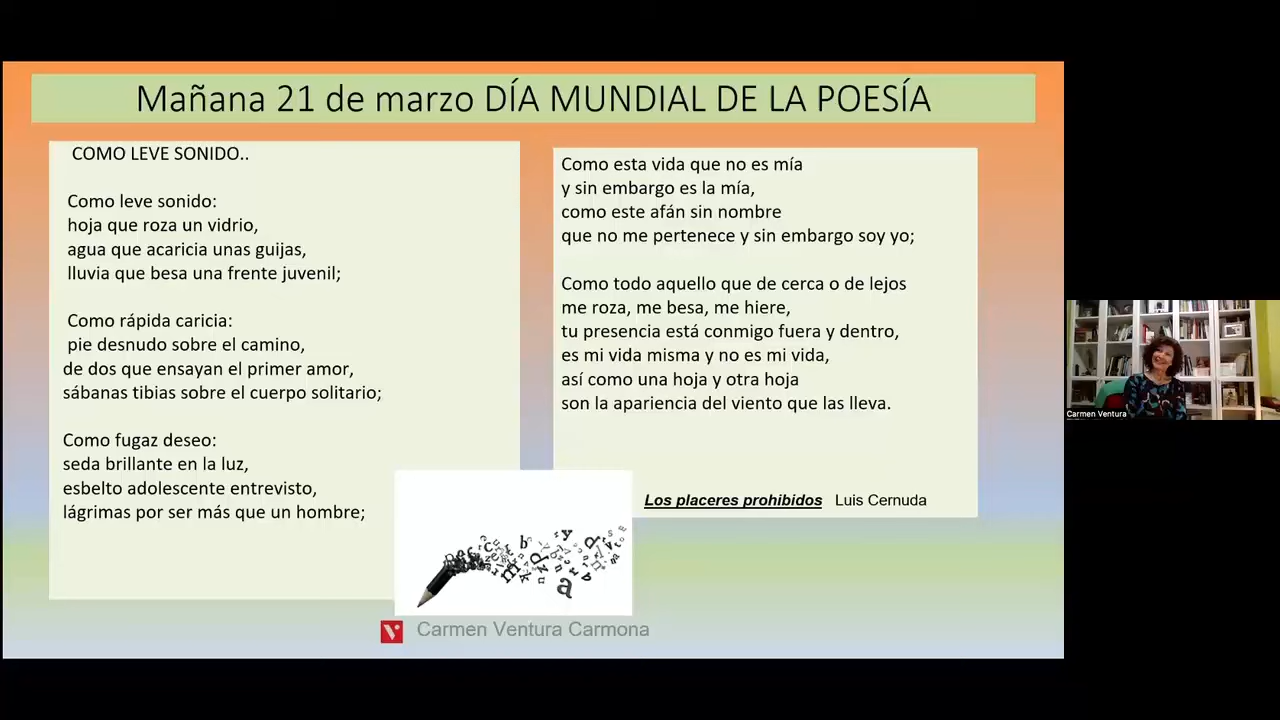 Mañana 21 de marzo DÍA MUNDIAL DE LA POESÍA
COMO LEVE SONIDO..
Como leve sonido:
hoja que roza un vidrio,
agua que acaricia unas guijas,
lluvia que besa una frente juvenil;
Como rápida caricia:
pie desnudo sobre el camino,
de dos que ensayan el primer amor,
sábanas tibias sobre el cuerpo solitario;
Como fugaz deseo:
seda brillante en la luz,
esbelto adolescente entrevisto,
lágrimas por ser más que un hombre;
Como esta vida que no es mía
y sin embargo es la mía,
como este afán sin nombre
que no me pertenece y sin embargo soy yo;
Como todo aquello que de cerca o de lejos
me roza, me besa, me hiere,
tu presencia está conmigo fuera y dentro,
es mi vida misma y no es mi vida,
así como una hoja y otra hoja
son la apariencia del viento que las lleva.
Los placeres prohibidos Luis Cernuda
Carmen Ventura Carmona
Carmen Ventura